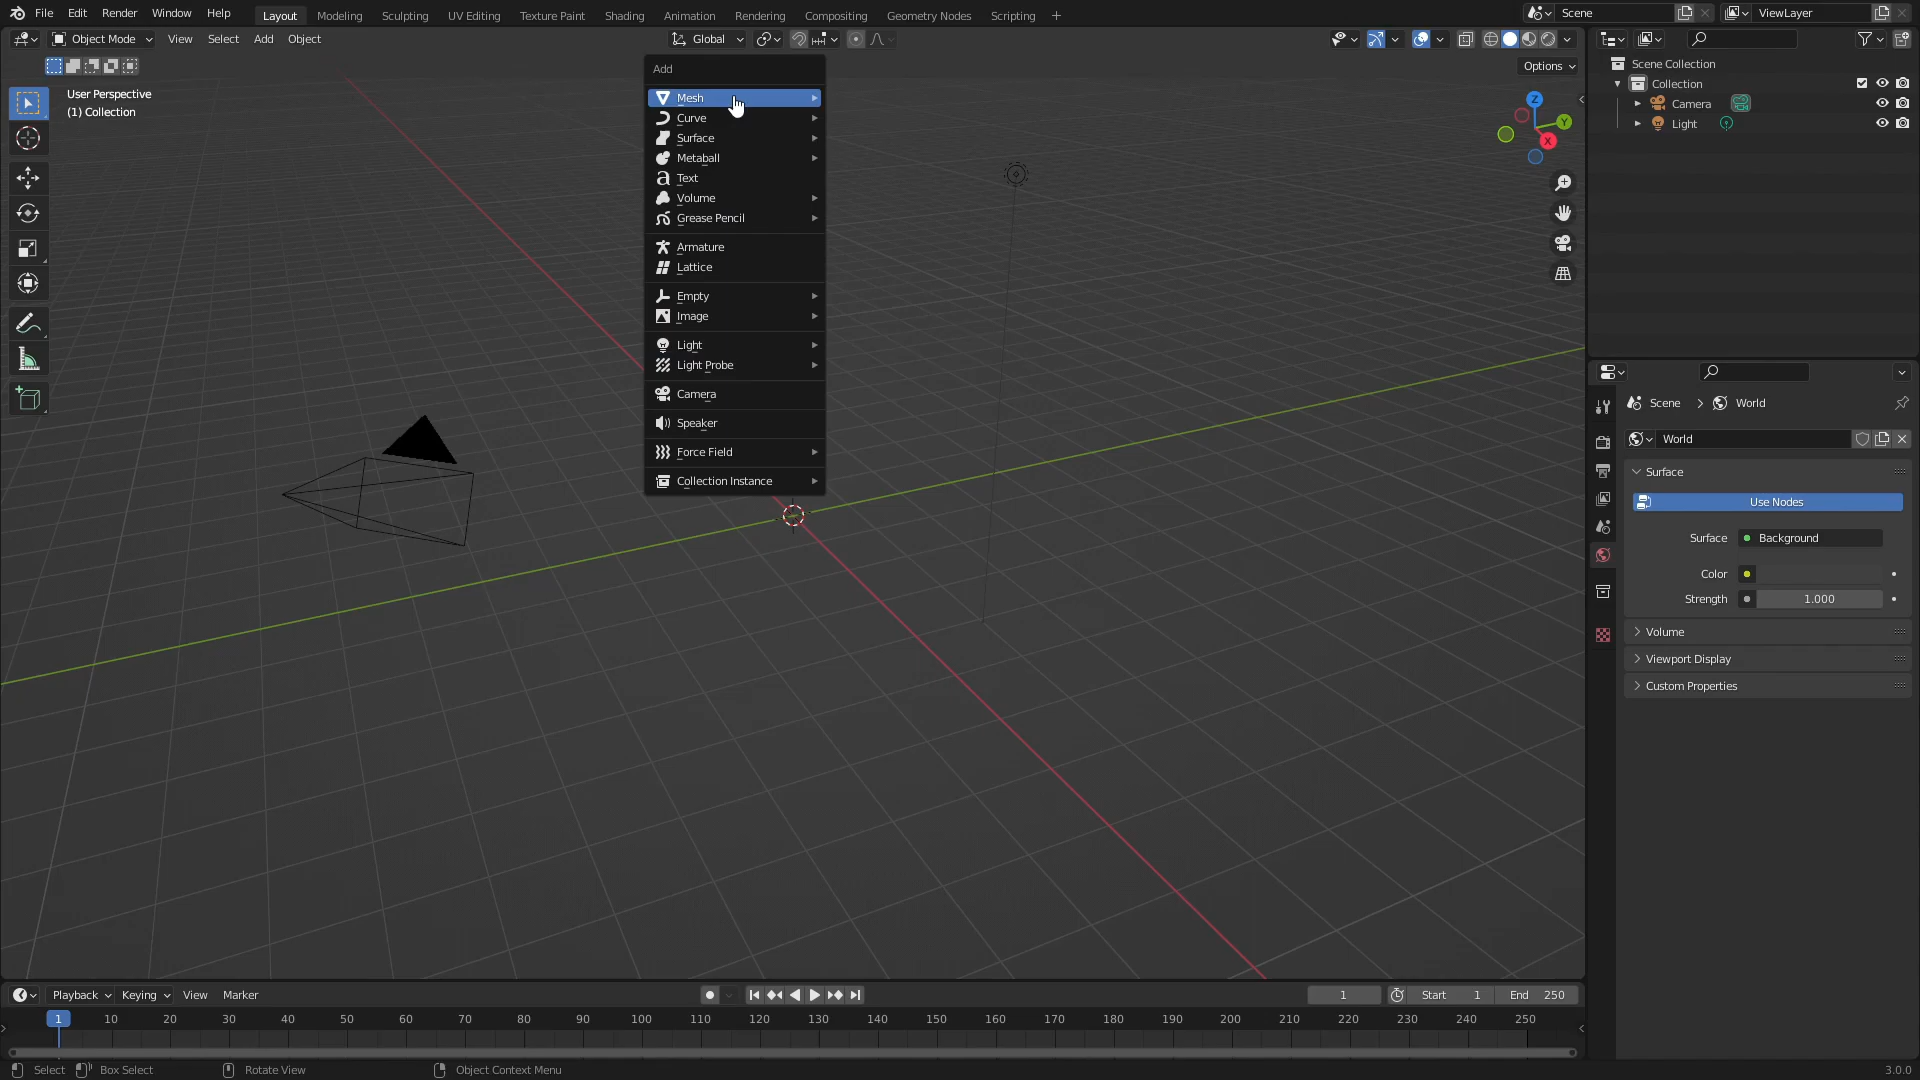 File Edit Render Window Help Layout Modeling Sculpting UV Editing Texture Paint Shading Animation Rendering Compositing Geometry Nodes Scripting + Scene ViewLayer
Object Mode View Select Add Object Global
Options
User Perspective
(1) Collection
Add
Mesh
Curve
Surface
Metaball
Text
Volume
Grease Pencil
Armature
Lattice
Empty
Image
Light
Light Probe
Camera
Speaker
Force Field
Collection Instance
Z
Y
X
Scene Collection
Collection
Camera
Light
Scene > World
World
Surface
Use Nodes
Surface Background
Color
Strength 1.000
Volume
Viewport Display
Custom Properties
Playback Keying View Marker 1 Start 1 End 250
1 10 20 30 40 50 60 70 80 90 100 110 120 130 140 150 160 170 180 190 200 210 220 230 240 250
Select Box Select Rotate View Object Context Menu 3.0.0